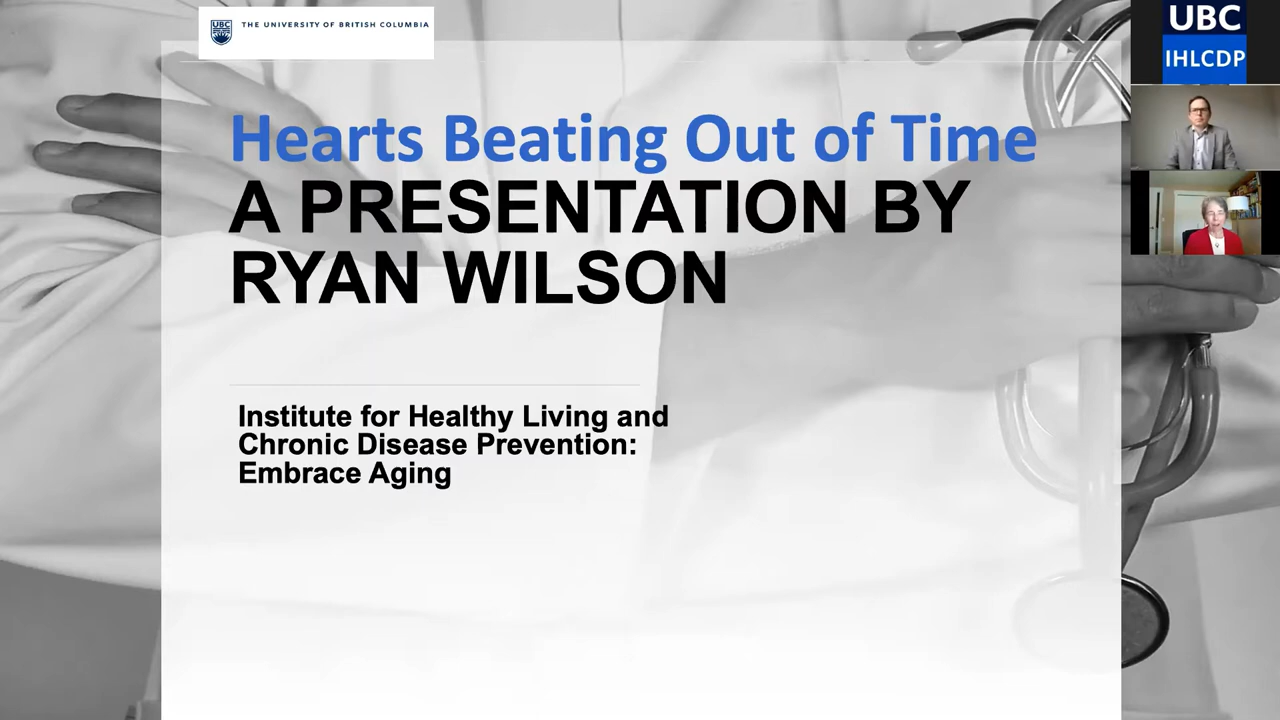 UBC
THE UNIVERSITY OF BRITISH COLUMBIA
Hearts Beating Out of Time
A PRESENTATION BY
RYAN WILSON
Institute for Healthy Living and
Chronic Disease Prevention:
Embrace Aging
UBC
IHLCDP